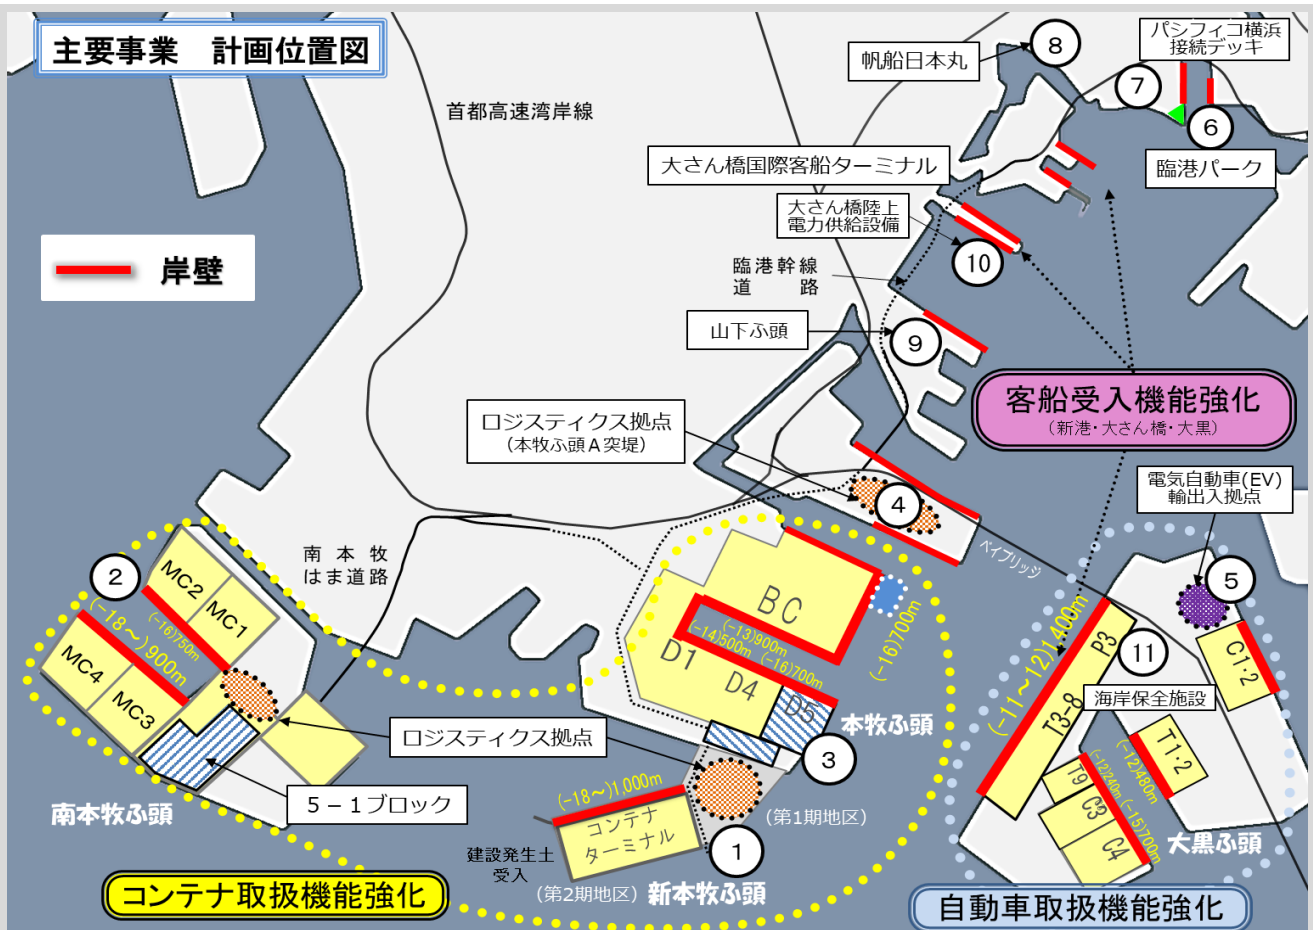 主要事業　計画位置図
岸壁
首都高速湾岸線
帆船日本丸
⑧
パシフィコ横浜
接続デッキ
⑦
⑥
臨港パーク
大さん橋国際客船ターミナル
大さん橋陸上
電力供給設備
⑩
臨港幹線
道路
山下ふ頭
⑨
客船受入機能強化
(新港・大さん橋・大黒)
ロジスティクス拠点
(本牧ふ頭A突堤)
④
ベイブリッジ
電気自動車(EV)
輸出入拠点
⑤
南本牧
はま道路
②
MC2
MC1
(-16)750m
(-18～)900m
MC4
MC3
BC
(-13)900m
(-14)500m
(-16)700m
(-16)700m
D1
D4
D5
本牧ふ頭
③
ロジスティクス拠点
5－1ブロック
南本牧ふ頭
(-18～)1,000m
コンテナ
ターミナル
(第1期地区)
①
建設発生土
受入
(第2期地区)
新本牧ふ頭
コンテナ取扱機能強化
(-11～-12)1,400m
P3
T3-8
⑪
海岸保全施設
C1・2
T1・2
(-12)480m
T9
(-12)240m
(-15)700m
C3
C4
大黒ふ頭
自動車取扱機能強化